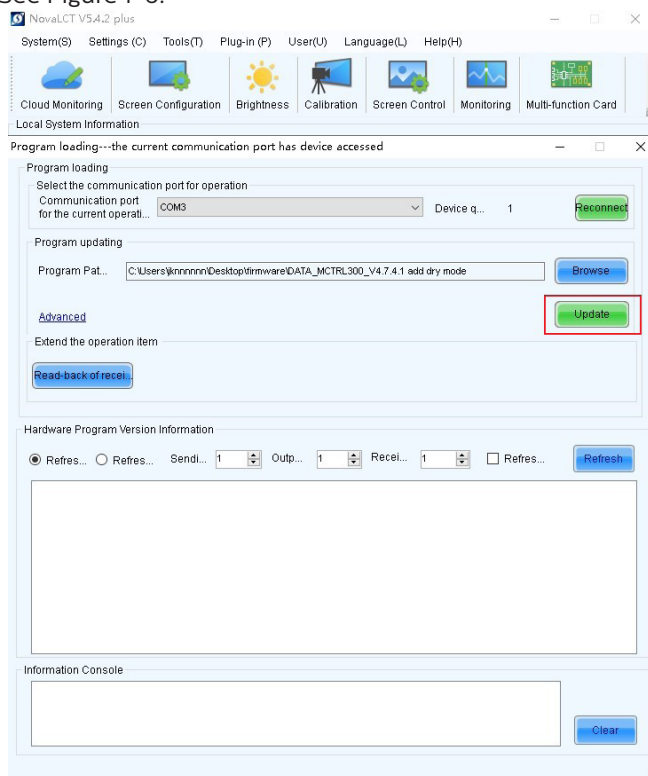 See Figure 1-6.
NovaLCT V5.4.2 plus
System(S) Settings (C) Tools(T) Plug-in (P) User(U) Language(L) Help(H)
Cloud Monitoring Screen Configuration Brightness Calibration Screen Control Monitoring Multi-function Card
Local System Information
Program loading---the current communication port has device accessed
Program loading
Select the communication port for operation
Communication port
for the current operati... COM3 Device q... 1 Reconnect
Program updating
Program Pat... C:\Users\jknnnnnn\Desktop\firmware\DATA_MCTRL300_V4.7.4.1 add dry mode Browse
Advanced Update
Extend the operation item
Read-back of recei...
Hardware Program Version Information
Refres... Refres... Sendi... 1 Outp... 1 Recei... 1 Refres... Refresh
Information Console
Clear